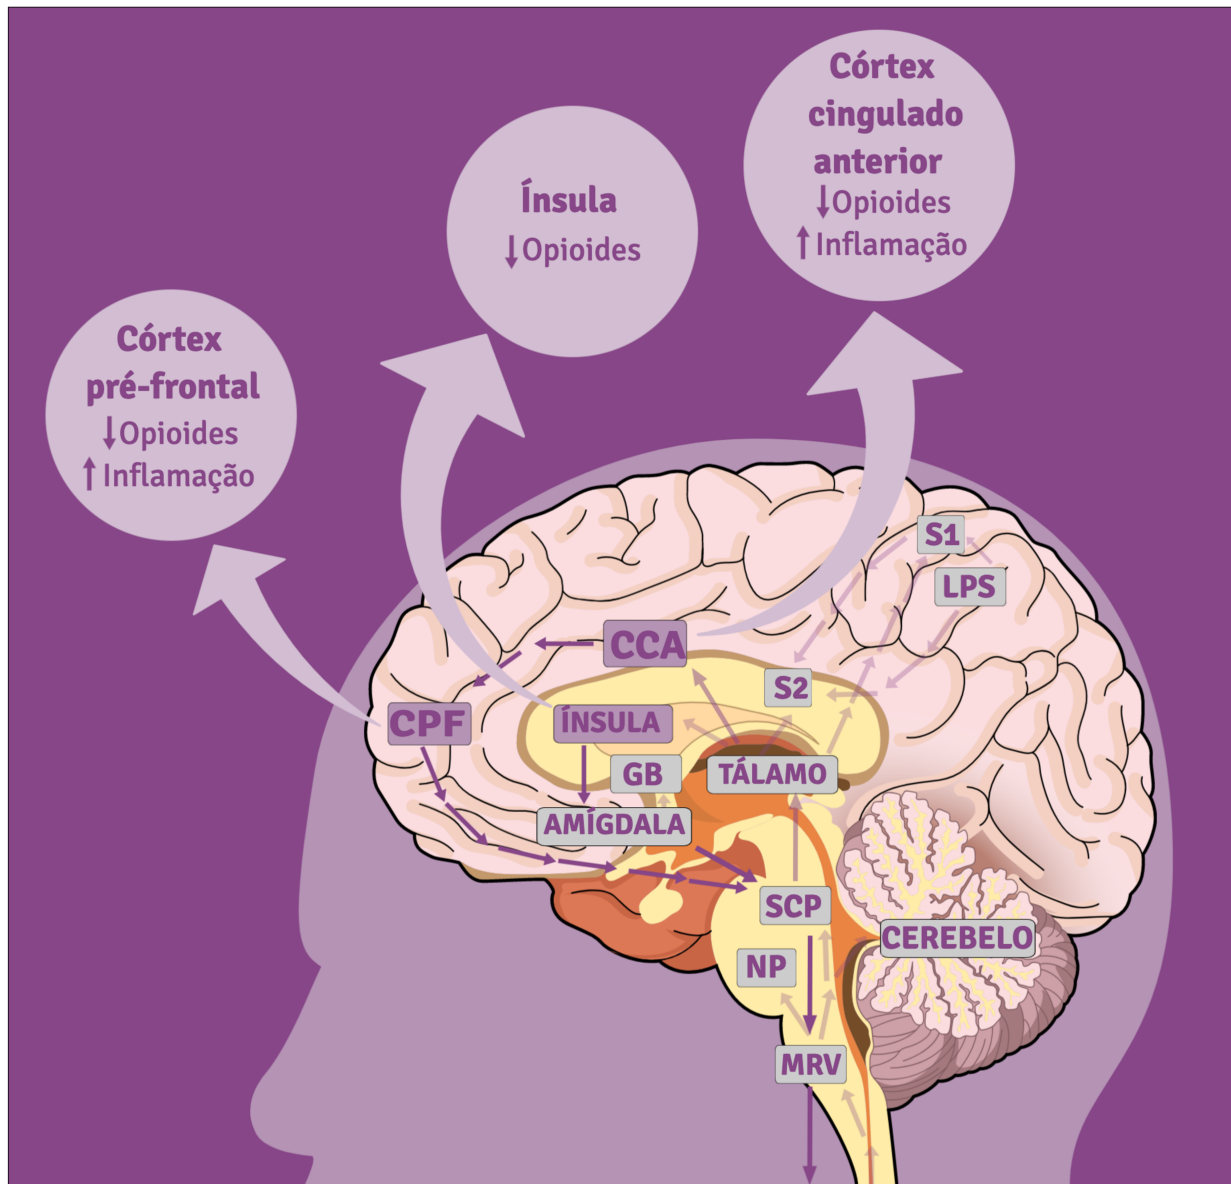 Córtex
cingulado
anterior
↓Opioides
↑Inflamação
Ínsula
↓Opioides
Córtex
pré-frontal
↓Opioides
↑Inflamação
S1
LPS
CCA
S2
CPF
ÍNSULA
GB
TÁLAMO
AMÍGDALA
SCP
CEREBELO
NP
MRV